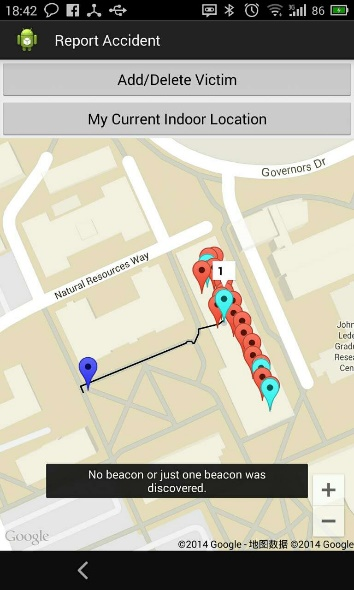 18:42
3G
86
Report Accident
Add/Delete Victim
My Current Indoor Location
Governors Dr
Natural Resources Way
1
John
Lede
Grad
Resea
Cen
No beacon or just one beacon was
discovered.
+
−
Google
©2014 Google - 地图数据 ©2014 Google